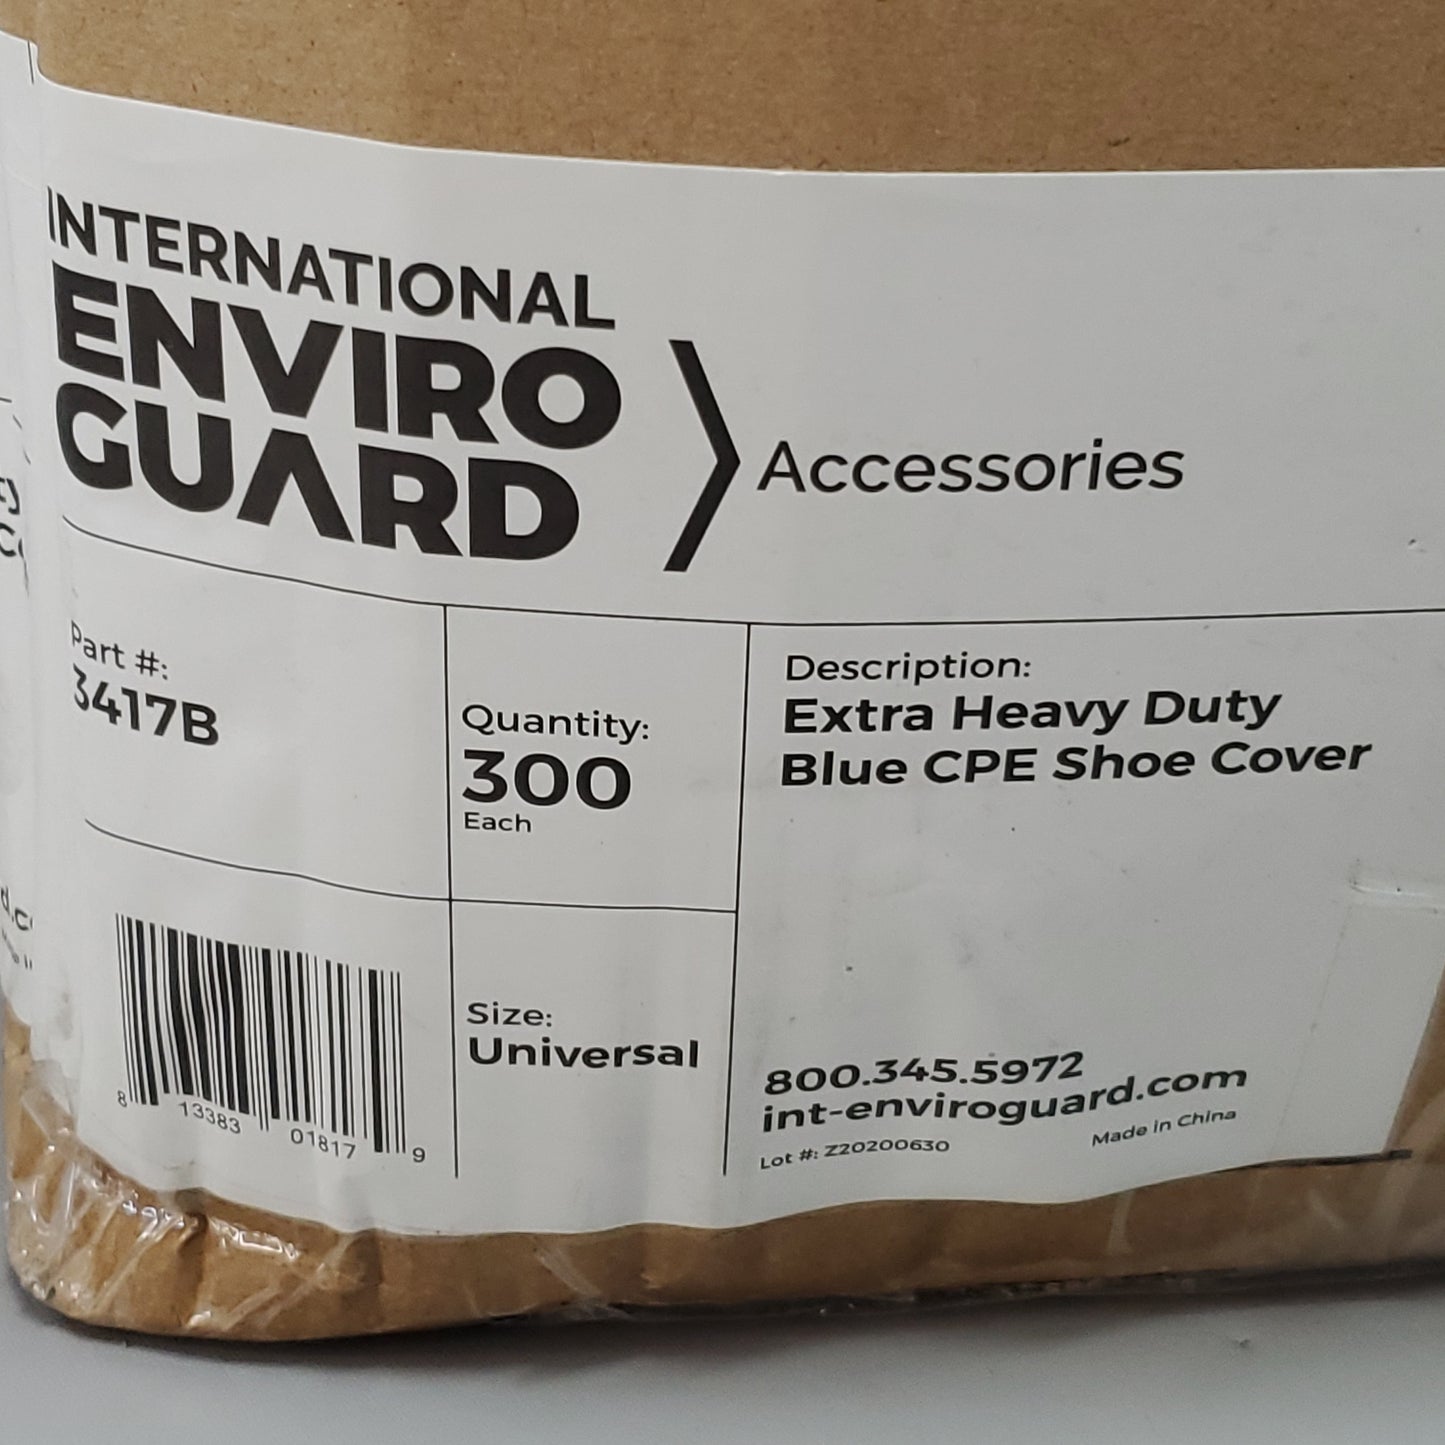 INTERNATIONAL
ENVIRO
GUARD
Accessories
Part #:
3417B
Quantity:
300
Each
Description:
Extra Heavy Duty
Blue CPE Shoe Cover
Size:
Universal
8 13383 01817 9
800.345.5972
int-enviroguard.com
Lot #: Z20200630
Made in China